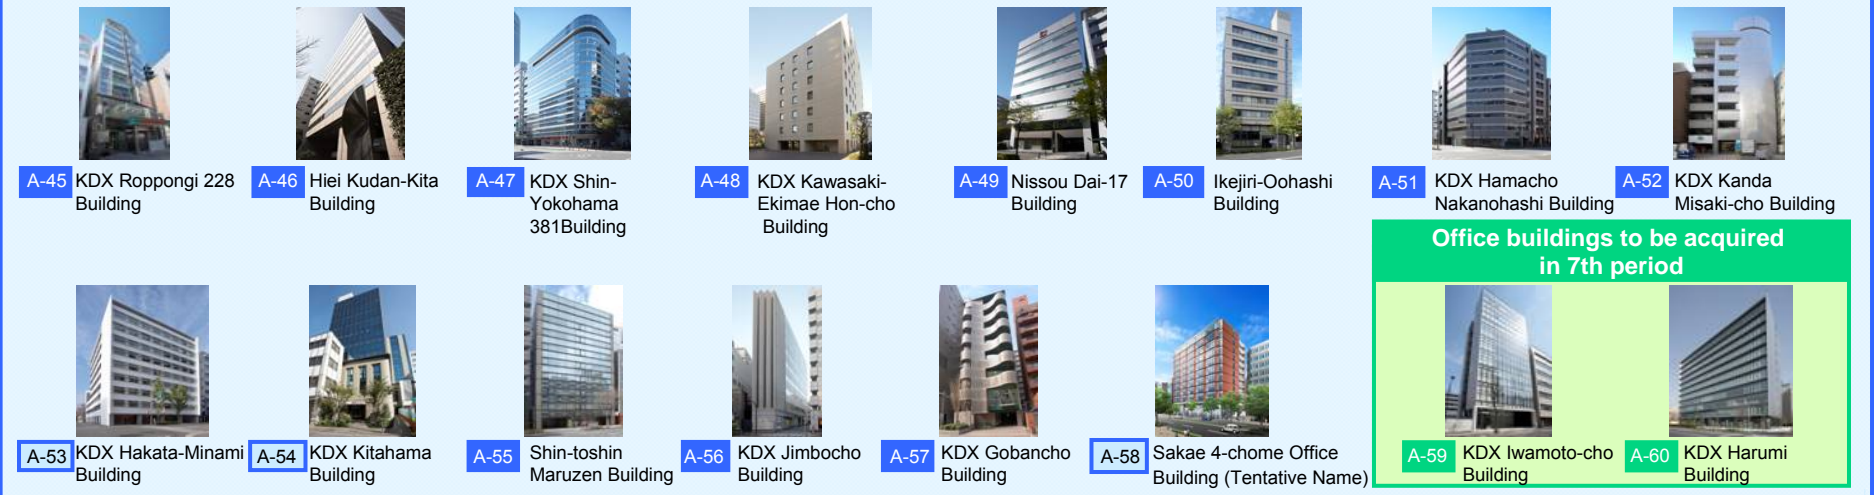 A-45 KDX Roppongi 228
Building
A-46 Hiei Kudan-Kita
Building
A-47 KDX Shin-
Yokohama
381Building
A-48 KDX Kawasaki-
Ekimae Hon-cho
Building
A-49 Nissou Dai-17
Building
A-50 Ikejiri-Oohashi
Building
A-51 KDX Hamacho
Nakanohashi Building
A-52 KDX Kanda
Misaki-cho Building
Office buildings to be acquired
in 7th period
A-53 KDX Hakata-Minami
Building
A-54 KDX Kitahama
Building
A-55 Shin-toshin
Maruzen Building
A-56 KDX Jimbocho
Building
A-57 KDX Gobancho
Building
A-58 Sakae 4-chome Office
Building (Tentative Name)
A-59 KDX Iwamoto-cho
Building
A-60 KDX Harumi
Building